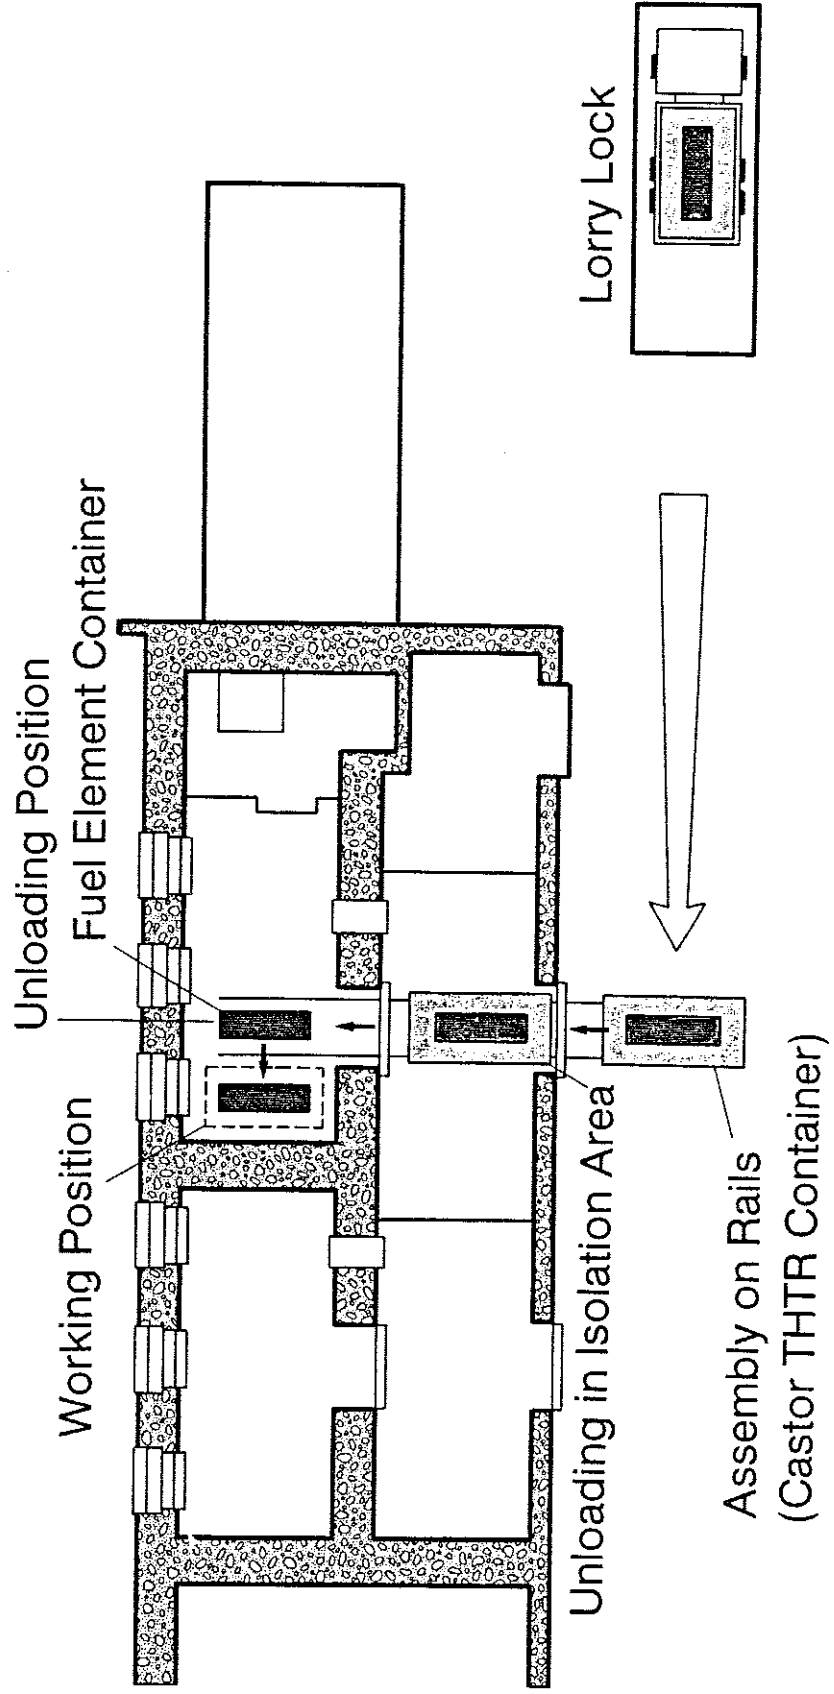 Unloading Position
Fuel Element Container
Working Position
Lorry Lock
Unloading in Isolation Area
Assembly on Rails
(Castor THTR Container)